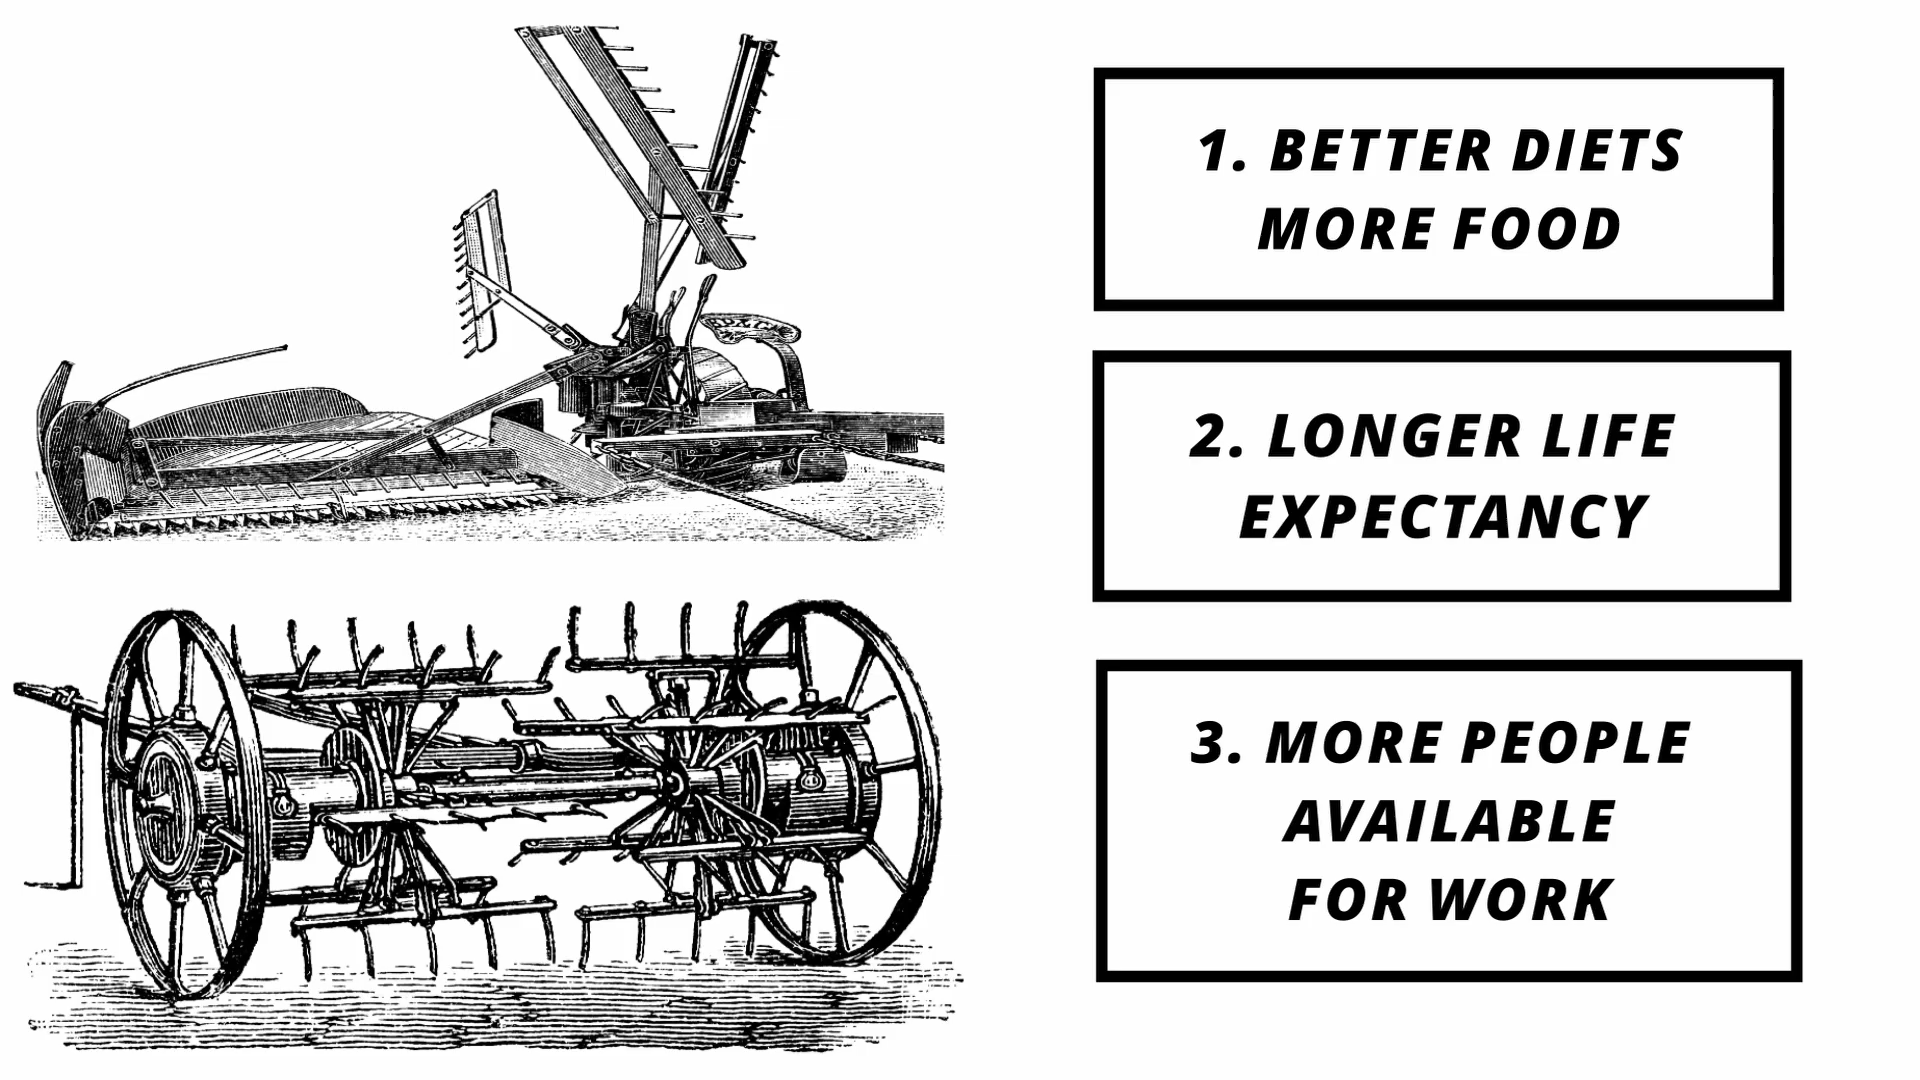 1. BETTER DIETS
MORE FOOD
2. LONGER LIFE
EXPECTANCY
3. MORE PEOPLE
AVAILABLE
FOR WORK